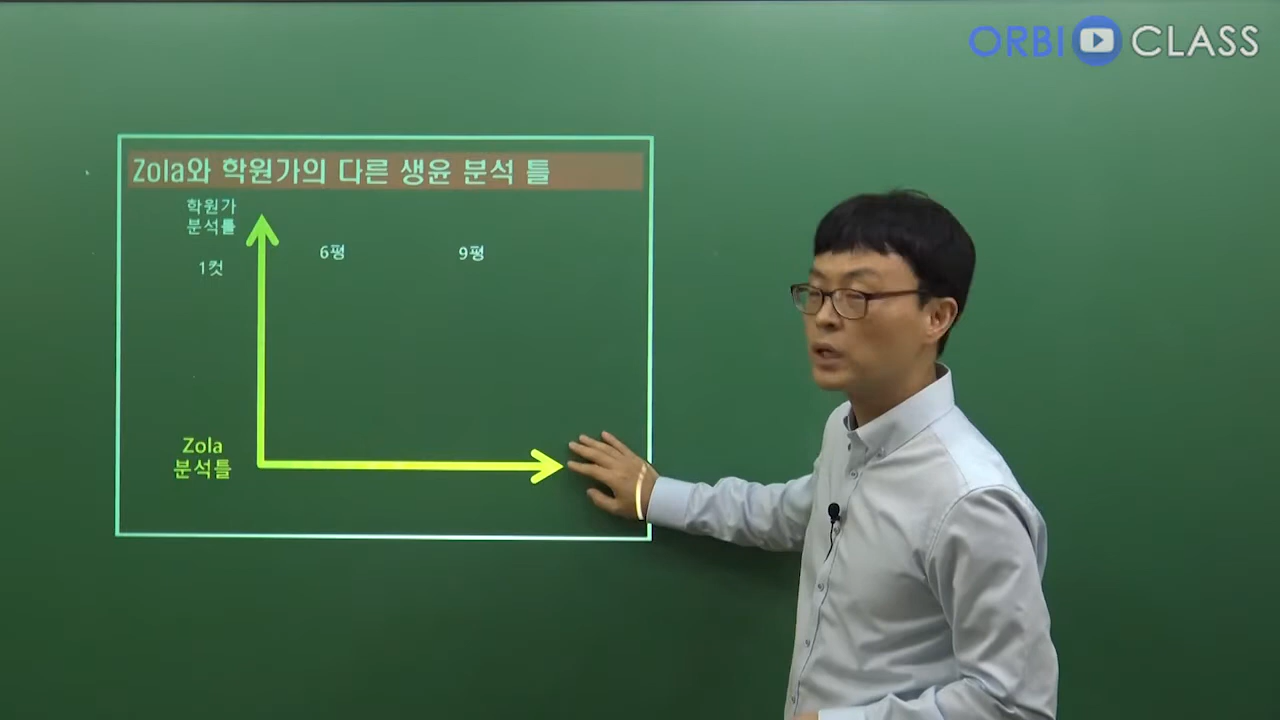 ORBI CLASS
Zola와 학원가의 다른 생윤 분석 틀
학원가
분석틀
6평
9평
1컷
Zola
분석틀